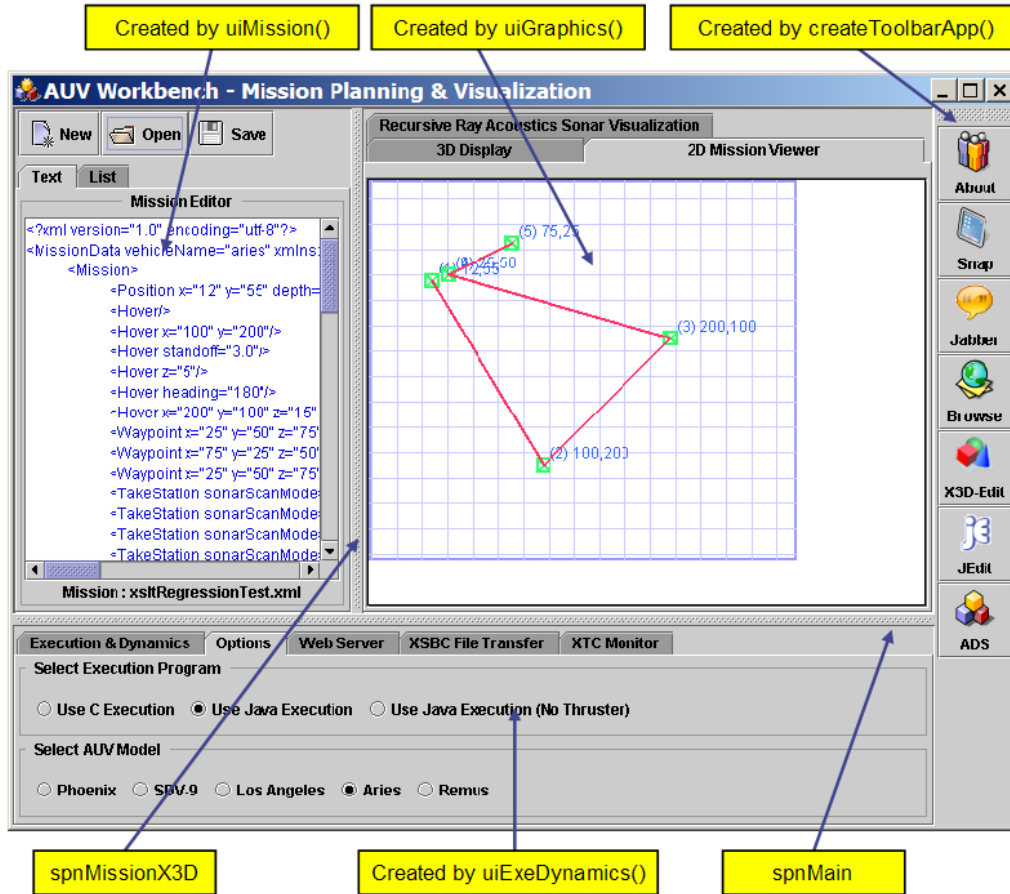 Created by uiMission()
Created by uiGraphics()
Created by createToolbarApp()
AUV Workbench - Mission Planning & Visualization
New
Open
Save
Text
List
Mission Editor
<?xml version="1.0" encoding="utf-8"?>
<MissionData vehicleName="aries" xmlns:
<Mission>
<Position x="12" y="55" depth=
<Hover/>
<Hover x="100" y="200"/>
<Hover standoff="3.0"/>
<Hover z="5"/>
<Hover heading="180"/>
<Hover x="200" y="100" z="15"
<Waypoint x="25" y="50" z="75"
<Waypoint x="75" y="25" z="50"
<Waypoint x="25" y="50" z="75"
<TakeStation sonarScanMode=
<TakeStation sonarScanMode=
<TakeStation sonarScanMode=
<TakeStation sonarScanMode=
Mission : xsltRegressionTest.xml
Recursive Ray Acoustics Sonar Visualization
3D Display
2D Mission Viewer
(5) 75,25
(3) 200,100
(2) 100,200
About
Snap
Jabber
Browse
X3D-Edit
JEdit
ADS
Execution & Dynamics
Options
Web Server
XSBC File Transfer
XTC Monitor
Select Execution Program
Use C Execution
Use Java Execution
Use Java Execution (No Thruster)
Select AUV Model
Phoenix
SDV-9
Los Angeles
Aries
Remus
spnMissionX3D
Created by uiExeDynamics()
spnMain